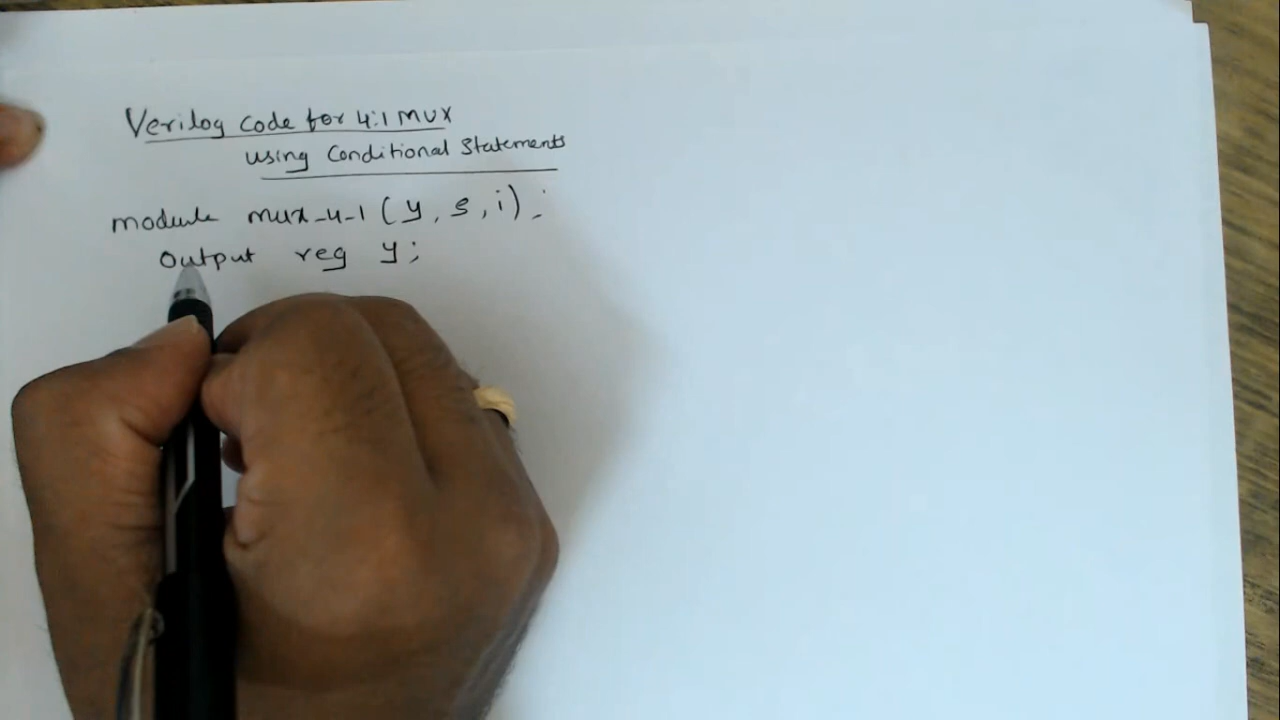 Verilog code for 4:1 MUX
using Conditional Statements
module mux_4_1 (y, s, i);
output reg y;